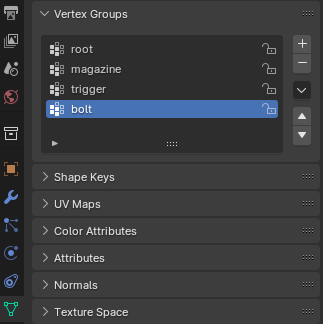 Vertex Groups
root
magazine
trigger
bolt
Shape Keys
UV Maps
Color Attributes
Attributes
Normals
Texture Space